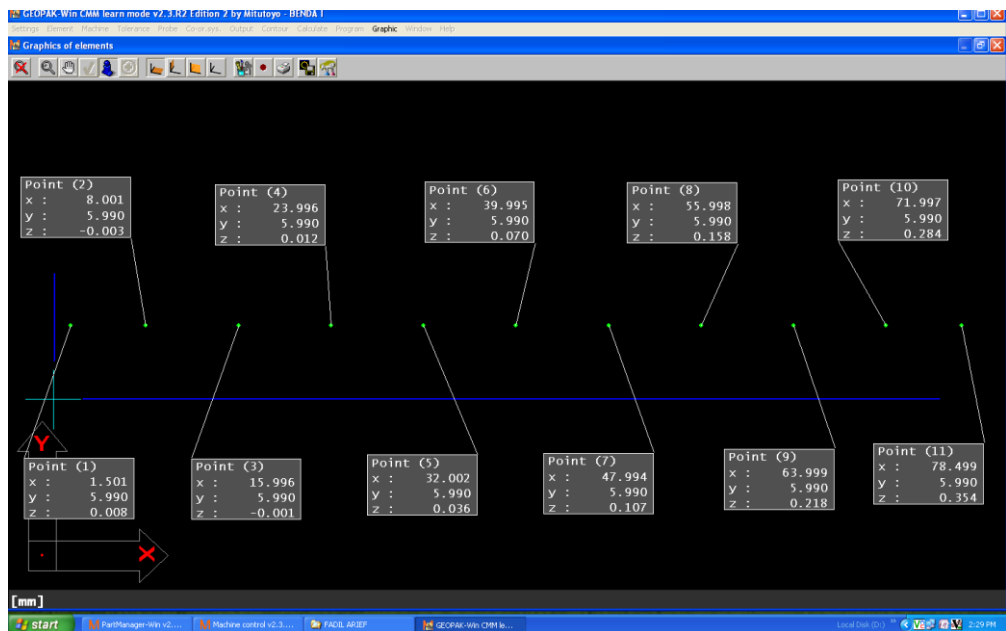 GEOPAK-Win CMM learn mode v2.3.R2 Edition 2 by Mitutoyo - BENDA I
Settings Element Machine Tolerance Probe Co-or.sys. Output Contour Calculate Program Graphic Window Help
Graphics of elements
Point (2)
x : 8.001
y : 5.990
z : -0.003
Point (4)
x : 23.996
y : 5.990
z : 0.012
Point (6)
x : 39.995
y : 5.990
z : 0.070
Point (8)
x : 55.998
y : 5.990
z : 0.158
Point (10)
x : 71.997
y : 5.990
z : 0.284
Y
Point (1)
x : 1.501
y : 5.990
z : 0.008
Point (3)
x : 15.996
y : 5.990
z : -0.001
Point (5)
x : 32.002
y : 5.990
z : 0.036
Point (7)
x : 47.994
y : 5.990
z : 0.107
Point (9)
x : 63.999
y : 5.990
z : 0.218
Point (11)
x : 78.499
y : 5.990
z : 0.354
X
[mm]
start PartManager-Win v2.... Machine control v2.3.... FADIL ARIEF GEOPAK-Win CMM le... Local Disk (D:) 2:29 PM